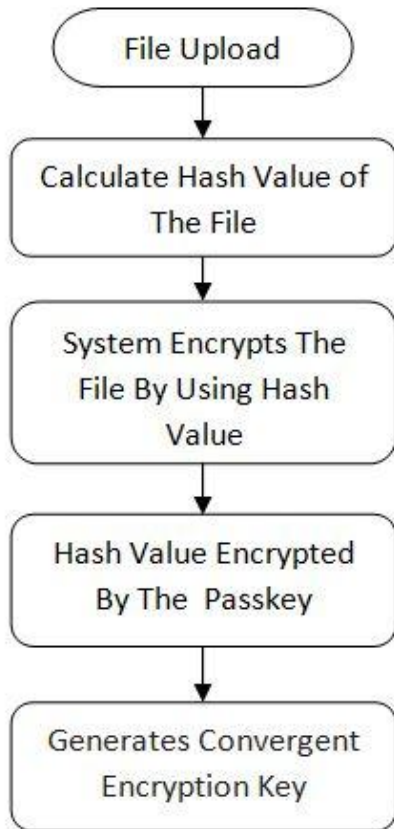 File Upload
Calculate Hash Value of
The File
System Encrypts The
File By Using Hash
Value
Hash Value Encrypted
By The Passkey
Generates Convergent
Encryption Key